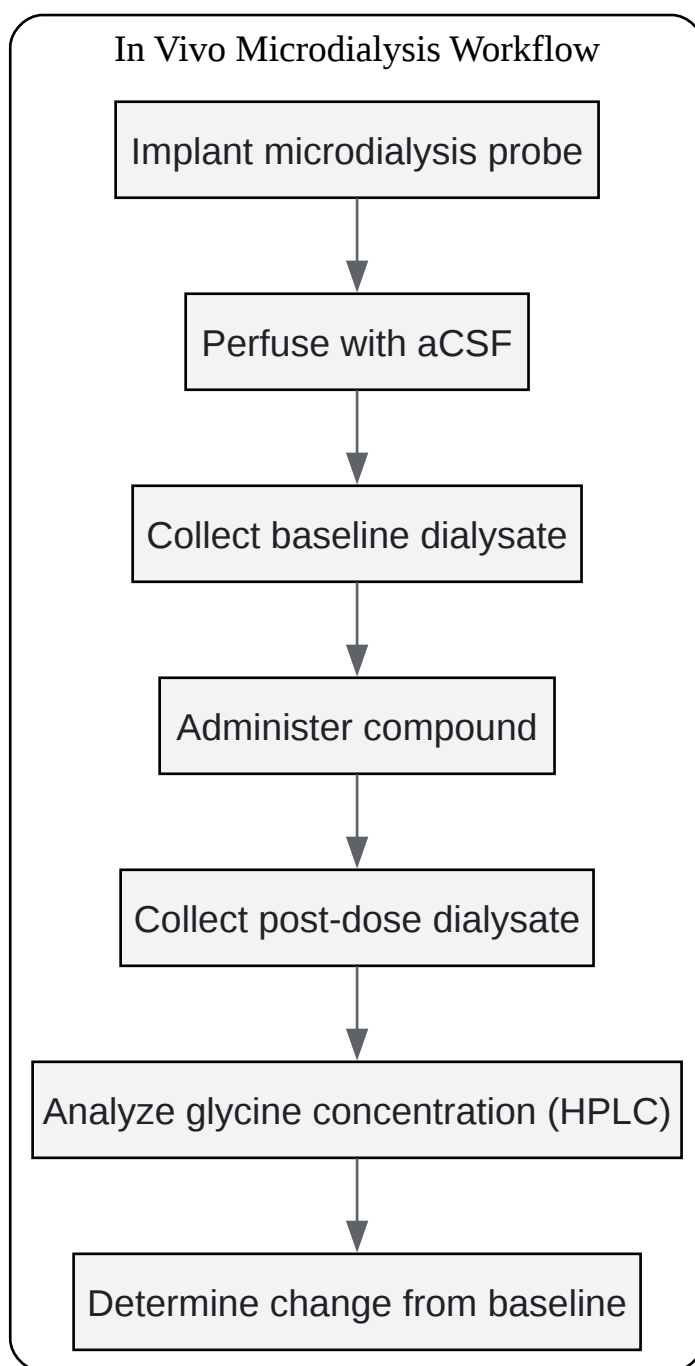 In Vivo Microdialysis Workflow
Implant microdialysis probe
Perfuse with aCSF
Collect baseline dialysate
Administer compound
Collect post-dose dialysate
Analyze glycine concentration (HPLC)
Determine change from baseline